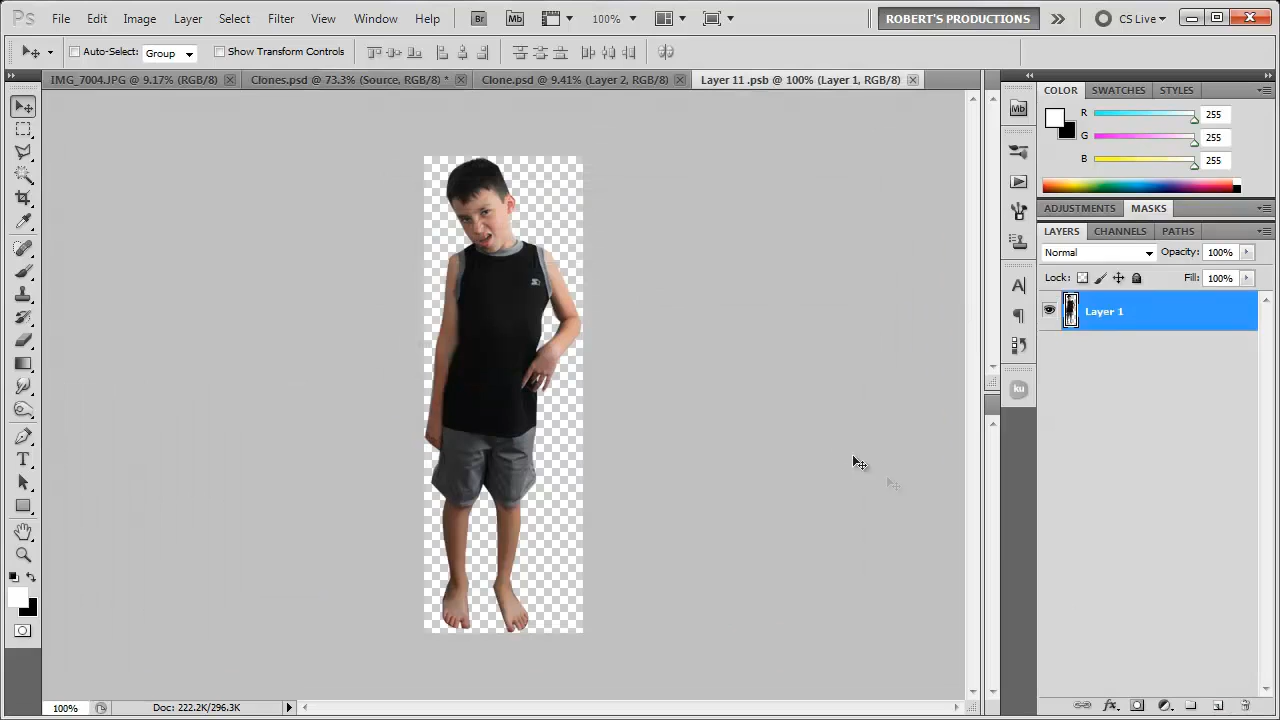 Ps File Edit Image Layer Select Filter Analysis View Window Help Br Mb 100% ROBERT'S PRODUCTIONS CS Live
Auto-Select: Group Show Transform Controls
IMG_7004.JPG @ 9.17% (RGB/8) Clones.psd @ 73.3% (Source, RGB/8) * Clone.psd @ 9.41% (Layer 2, RGB/8) Layer 11 .psb @ 100% (Layer 1, RGB/8)
COLOR SWATCHES STYLES
Mb
R 255
G 255
B 255
ADJUSTMENTS MASKS
LAYERS CHANNELS PATHS
Normal Opacity: 100%
Lock: Fill: 100%
Layer 1
A
ku
T
fx
100% Doc: 222.2K/296.3K